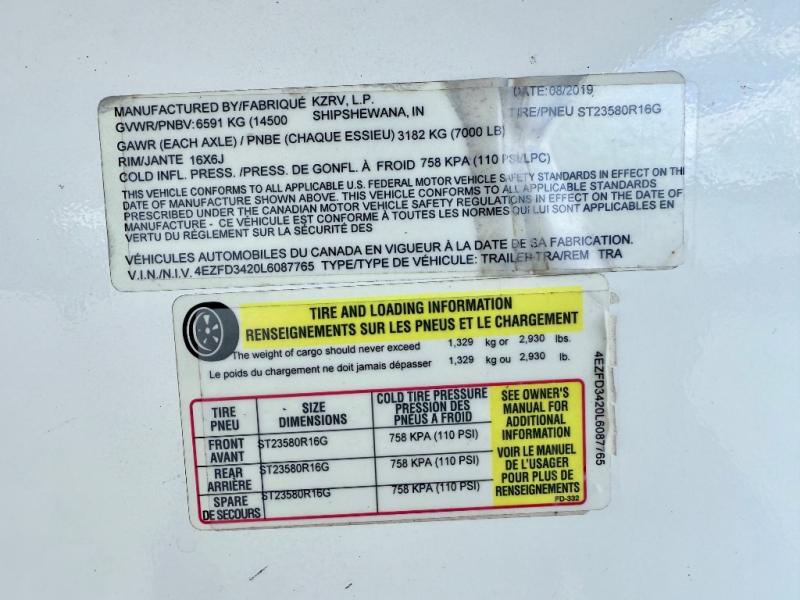 MANUFACTURED BY/FABRIQUÉ KZRV, L.P. DATE: 08/2019
GVWR/PNBV: 6591 KG (14500 SHIPSHEWANA, IN TIRE/PNEU ST23580R16G
GAWR (EACH AXLE) / PNBE (CHAQUE ESSIEU) 3182 KG (7000 LB)
RIM/JANTE 16X6J
COLD INFL. PRESS. /PRESS. DE GONFL. À FROID 758 KPA (110 PSI/LPC)
THIS VEHICLE CONFORMS TO ALL APPLICABLE U.S. FEDERAL MOTOR VEHICLE SAFETY STANDARDS IN EFFECT ON THE
DATE OF MANUFACTURE SHOWN ABOVE. THIS VEHICLE CONFORMS TO ALL APPLICABLE STANDARDS
PRESCRIBED UNDER THE CANADIAN MOTOR VEHICLE SAFETY REGULATIONS IN EFFECT ON THE DATE OF
MANUFACTURE - CE VÉHICULE EST CONFORME À TOUTES LES NORMES QUI LUI SONT APPLICABLES EN
VERTU DU RÈGLEMENT SUR LA SÉCURITÉ DES
VÉHICULES AUTOMOBILES DU CANADA EN VIGUEUR À LA DATE DE SA FABRICATION.
V.I.N./N.I.V. 4EZFD3420L6087765 TYPE/TYPE DE VÉHICULE: TRAILER-TRA/REM TRA
TIRE AND LOADING INFORMATION
RENSEIGNEMENTS SUR LES PNEUS ET LE CHARGEMENT
The weight of cargo should never exceed 1,329 kg or 2,930 lbs.
Le poids du chargement ne doit jamais dépasser 1,329 kg ou 2,930 lb.
TIRE
PNEU
SIZE
DIMENSIONS
COLD TIRE PRESSURE
PRESSION DES
PNEUS A FROID
FRONT
AVANT
ST23580R16G
758 KPA (110 PSI)
REAR
ARRIÈRE
ST23580R16G
758 KPA (110 PSI)
SPARE
DE SECOURS
ST23580R16G
758 KPA (110 PSI)
SEE OWNER'S
MANUAL FOR
ADDITIONAL
INFORMATION
VOIR LE MANUEL
DE L'USAGER
POUR PLUS DE
RENSEIGNEMENTS
FD-332
4EZFD3420L6087765